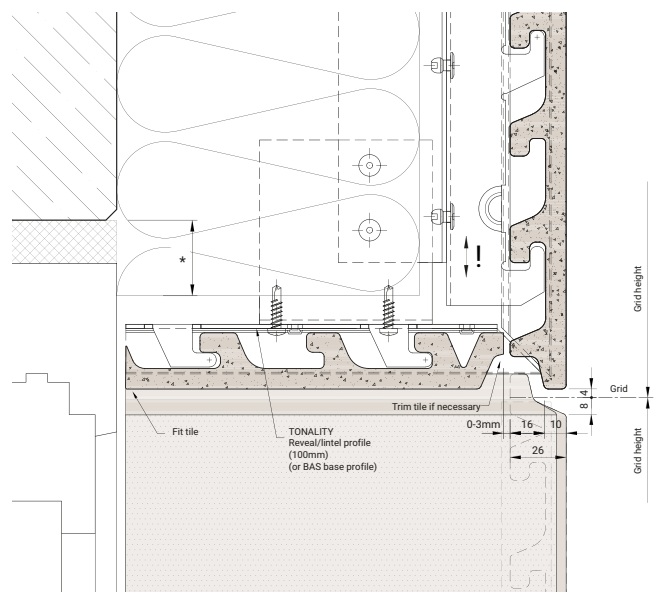 *
!
Grid height
Grid
4
8
Trim tile if necessary
0-3mm
16
10
Fit tile
TONALITY
Reveal/lintel profile
(100mm)
(or BAS base profile)
26
Grid height